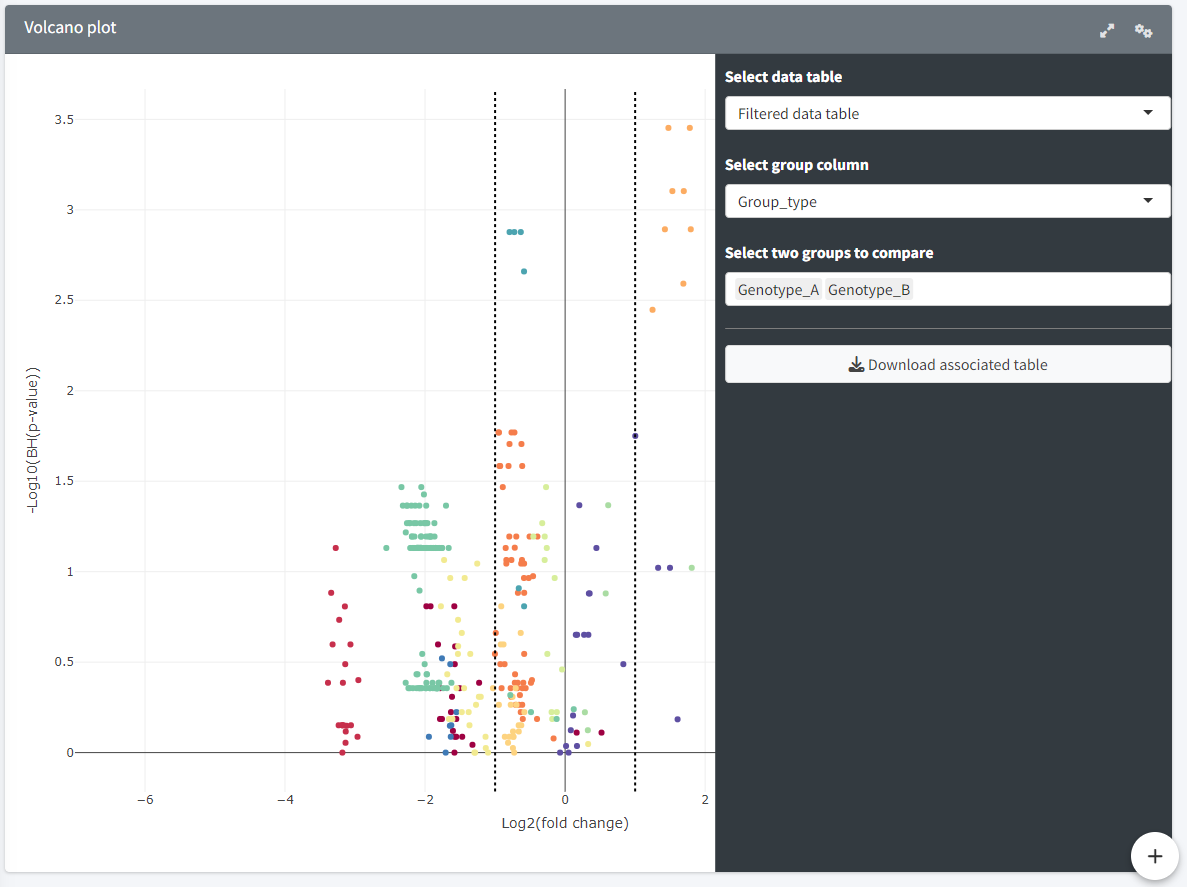 Volcano plot
Select data table
Filtered data table
Select group column
Group_type
Select two groups to compare
Genotype_A Genotype_B
Download associated table
3.5
3
2.5
2
1.5
1
0.5
0
-Log10(BH(p-value))
−6 −4 −2 0 2
Log2(fold change)
+